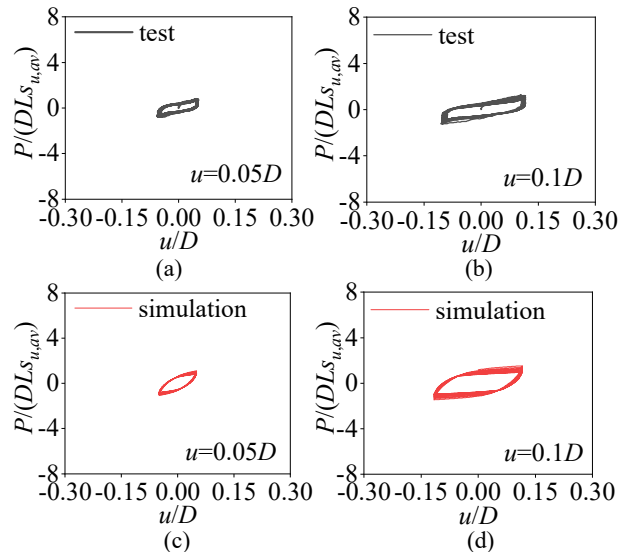 8
test
4
0
-4
-8
P/(DLs_{u,av})
u=0.05D
-0.30 -0.15 0.00 0.15 0.30
u/D
(a)
8
test
4
0
-4
-8
P/(DLs_{u,av})
u=0.1D
-0.30 -0.15 0.00 0.15 0.30
u/D
(b)
8
simulation
4
0
-4
-8
P/(DLs_{u,av})
u=0.05D
-0.30 -0.15 0.00 0.15 0.30
u/D
(c)
8
simulation
4
0
-4
-8
P/(DLs_{u,av})
u=0.1D
-0.30 -0.15 0.00 0.15 0.30
u/D
(d)